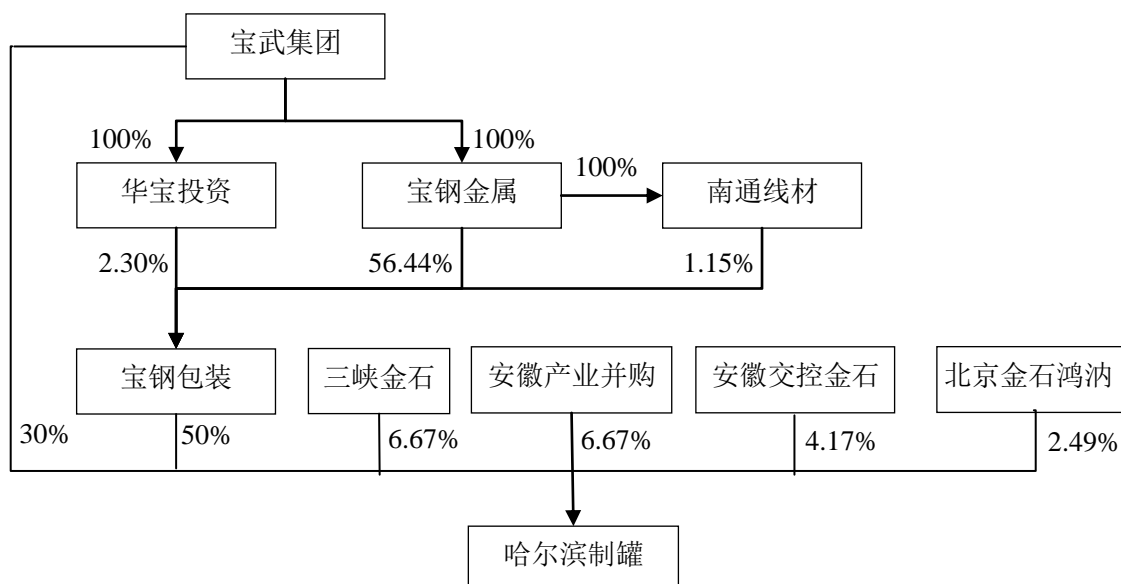 宝武集团
100%
100%
100%
华宝投资
宝钢金属
南通线材
2.30%
56.44%
1.15%
宝钢包装
三峡金石
安徽产业并购
安徽交控金石
北京金石鸿汭
30%
50%
6.67%
6.67%
4.17%
2.49%
哈尔滨制罐